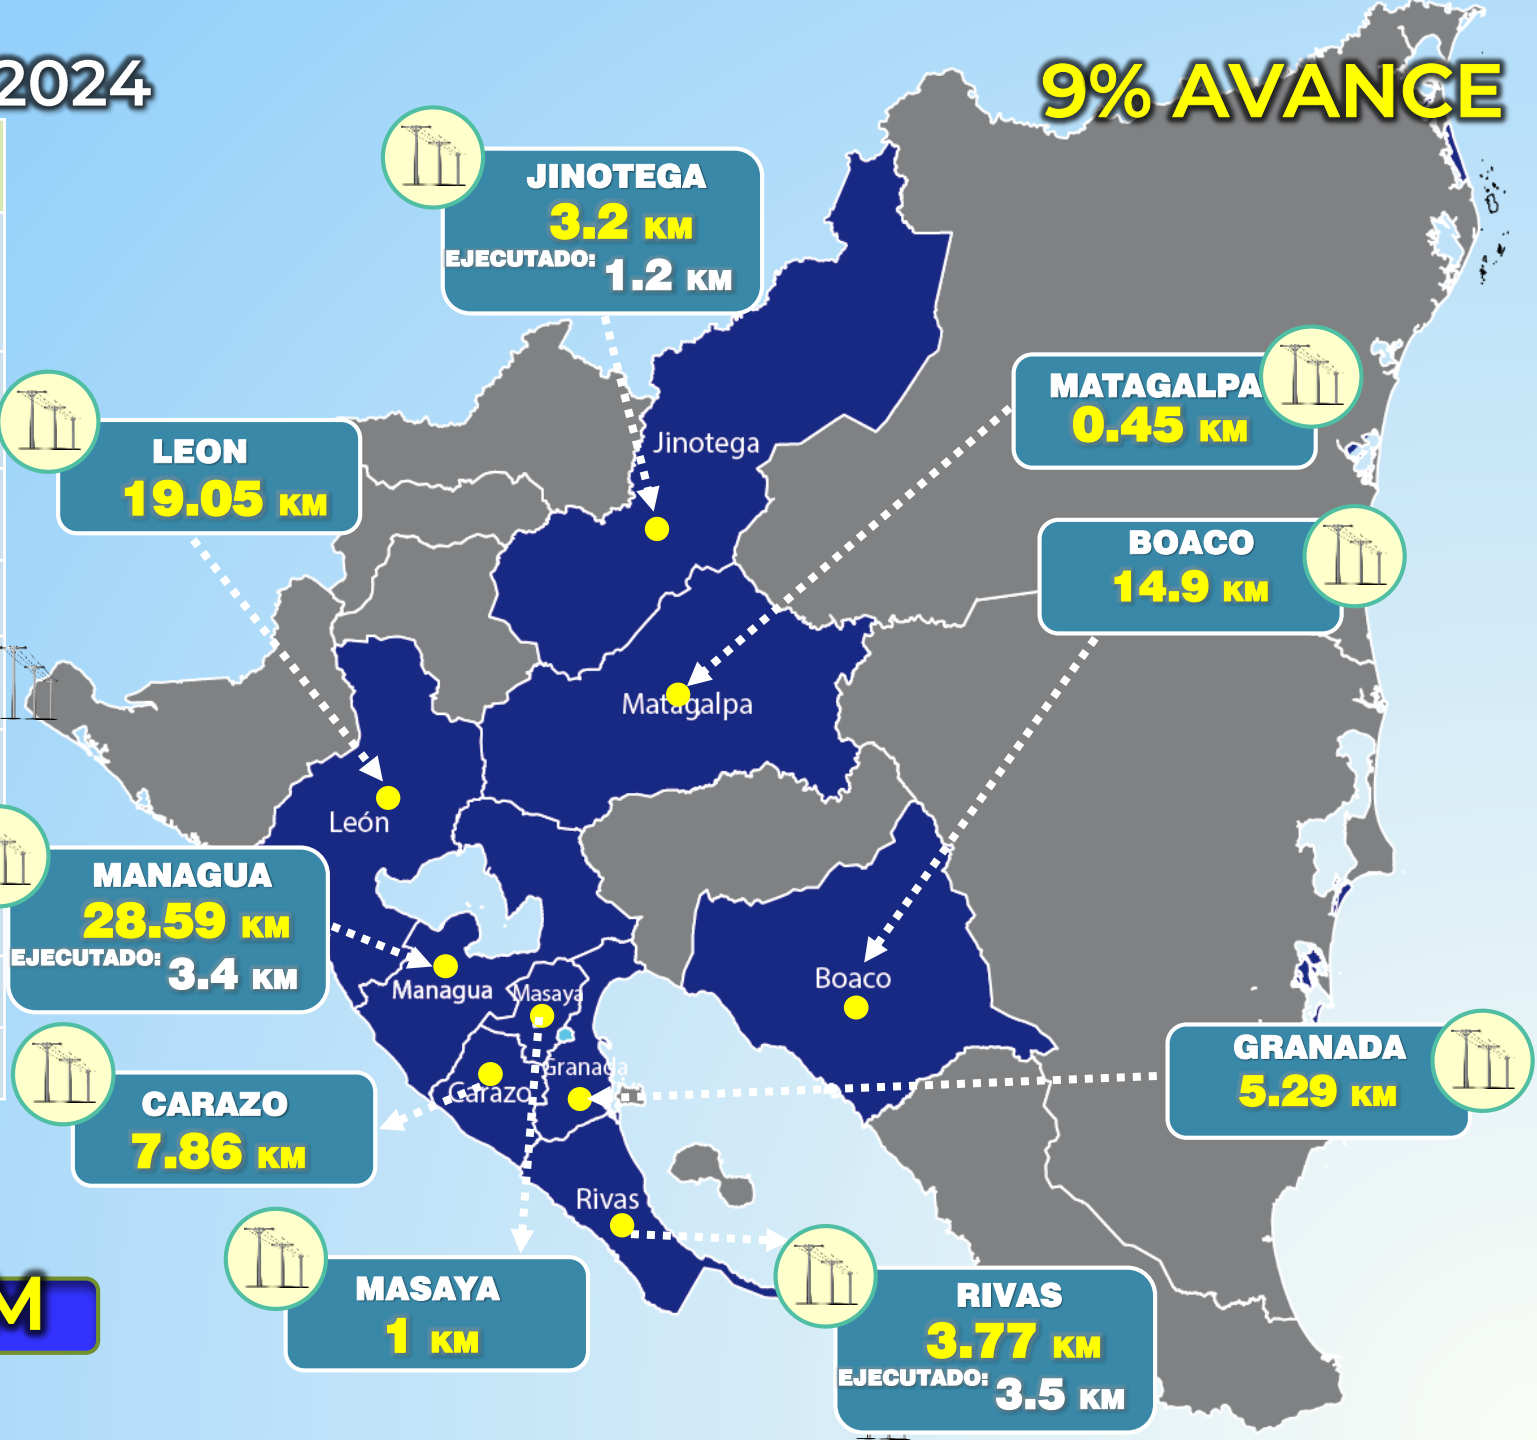 2024
9% AVANCE
JINOTEGA
3.2 KM
EJECUTADO: 1.2 KM
MATAGALPA
0.45 KM
LEON
19.05 KM
Jinotega
BOACO
14.9 KM
Matagalpa
León
MANAGUA
28.59 KM
EJECUTADO: 3.4 KM
Boaco
Managua
Masaya
GRANADA
5.29 KM
Granada
Carazo
CARAZO
7.86 KM
Rivas
MASAYA
1 KM
RIVAS
3.77 KM
EJECUTADO: 3.5 KM
M